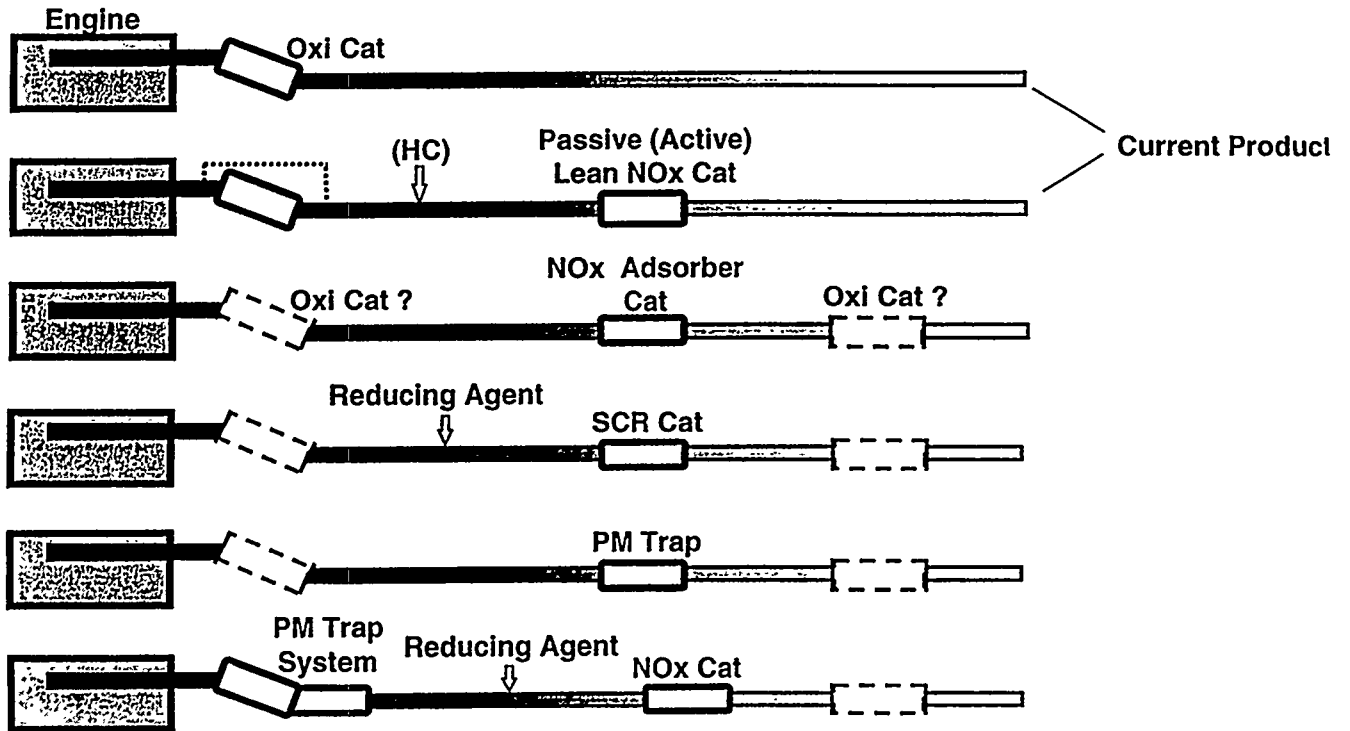 Engine
Oxi Cat
Current Product
(HC)
Passive (Active)
Lean NOx Cat
NOx Adsorber
Cat
Oxi Cat ?
Oxi Cat ?
Reducing Agent
SCR Cat
PM Trap
PM Trap
System
Reducing Agent
NOx Cat